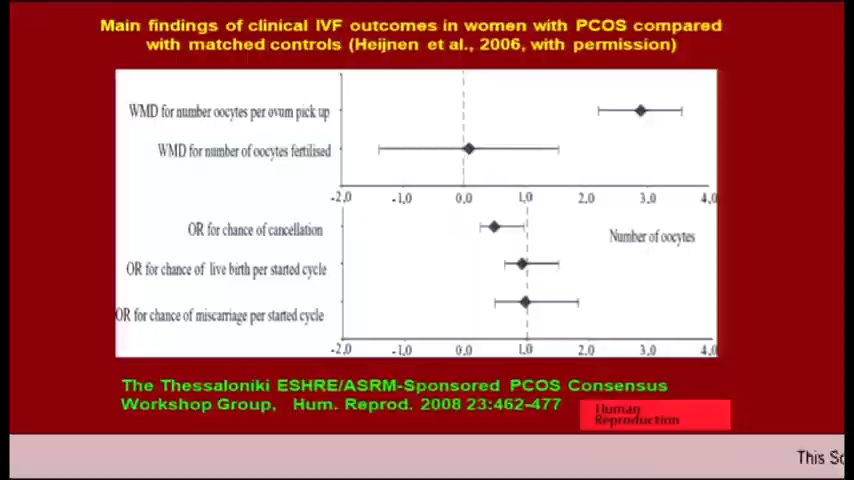 Main findings of clinical IVF outcomes in women with PCOS compared
with matched controls (Heijnen et al., 2006, with permission)
WMD for number oocytes per ovum pick up
WMD for number of oocytes fertilised
-2,0 -1,0 0,0 1,0 2,0 3,0 4,0
OR for chance of cancellation
Number of oocytes
OR for chance of live birth per started cycle
OR for chance of miscarriage per started cycle
-2,0 -1,0 0,0 1,0 2,0 3,0 4,0
The Thessaloniki ESHRE/ASRM-Sponsored PCOS Consensus
Workshop Group, Hum. Reprod. 2008 23:462-477
Human
Reproduction
This